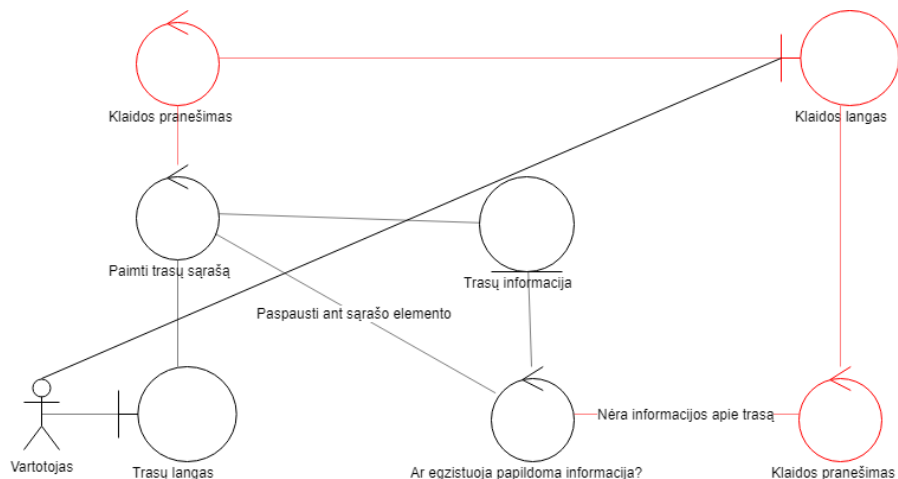 Klaidos pranešimas
Klaidos langas
Paimti trasų sąrašą
Trasų informacija
Paspausti ant sąrašo elemento
Nėra informacijos apie trasą
Vartotojas
Trasų langas
Ar egzistuoja papildoma informacija?
Klaidos pranešimas